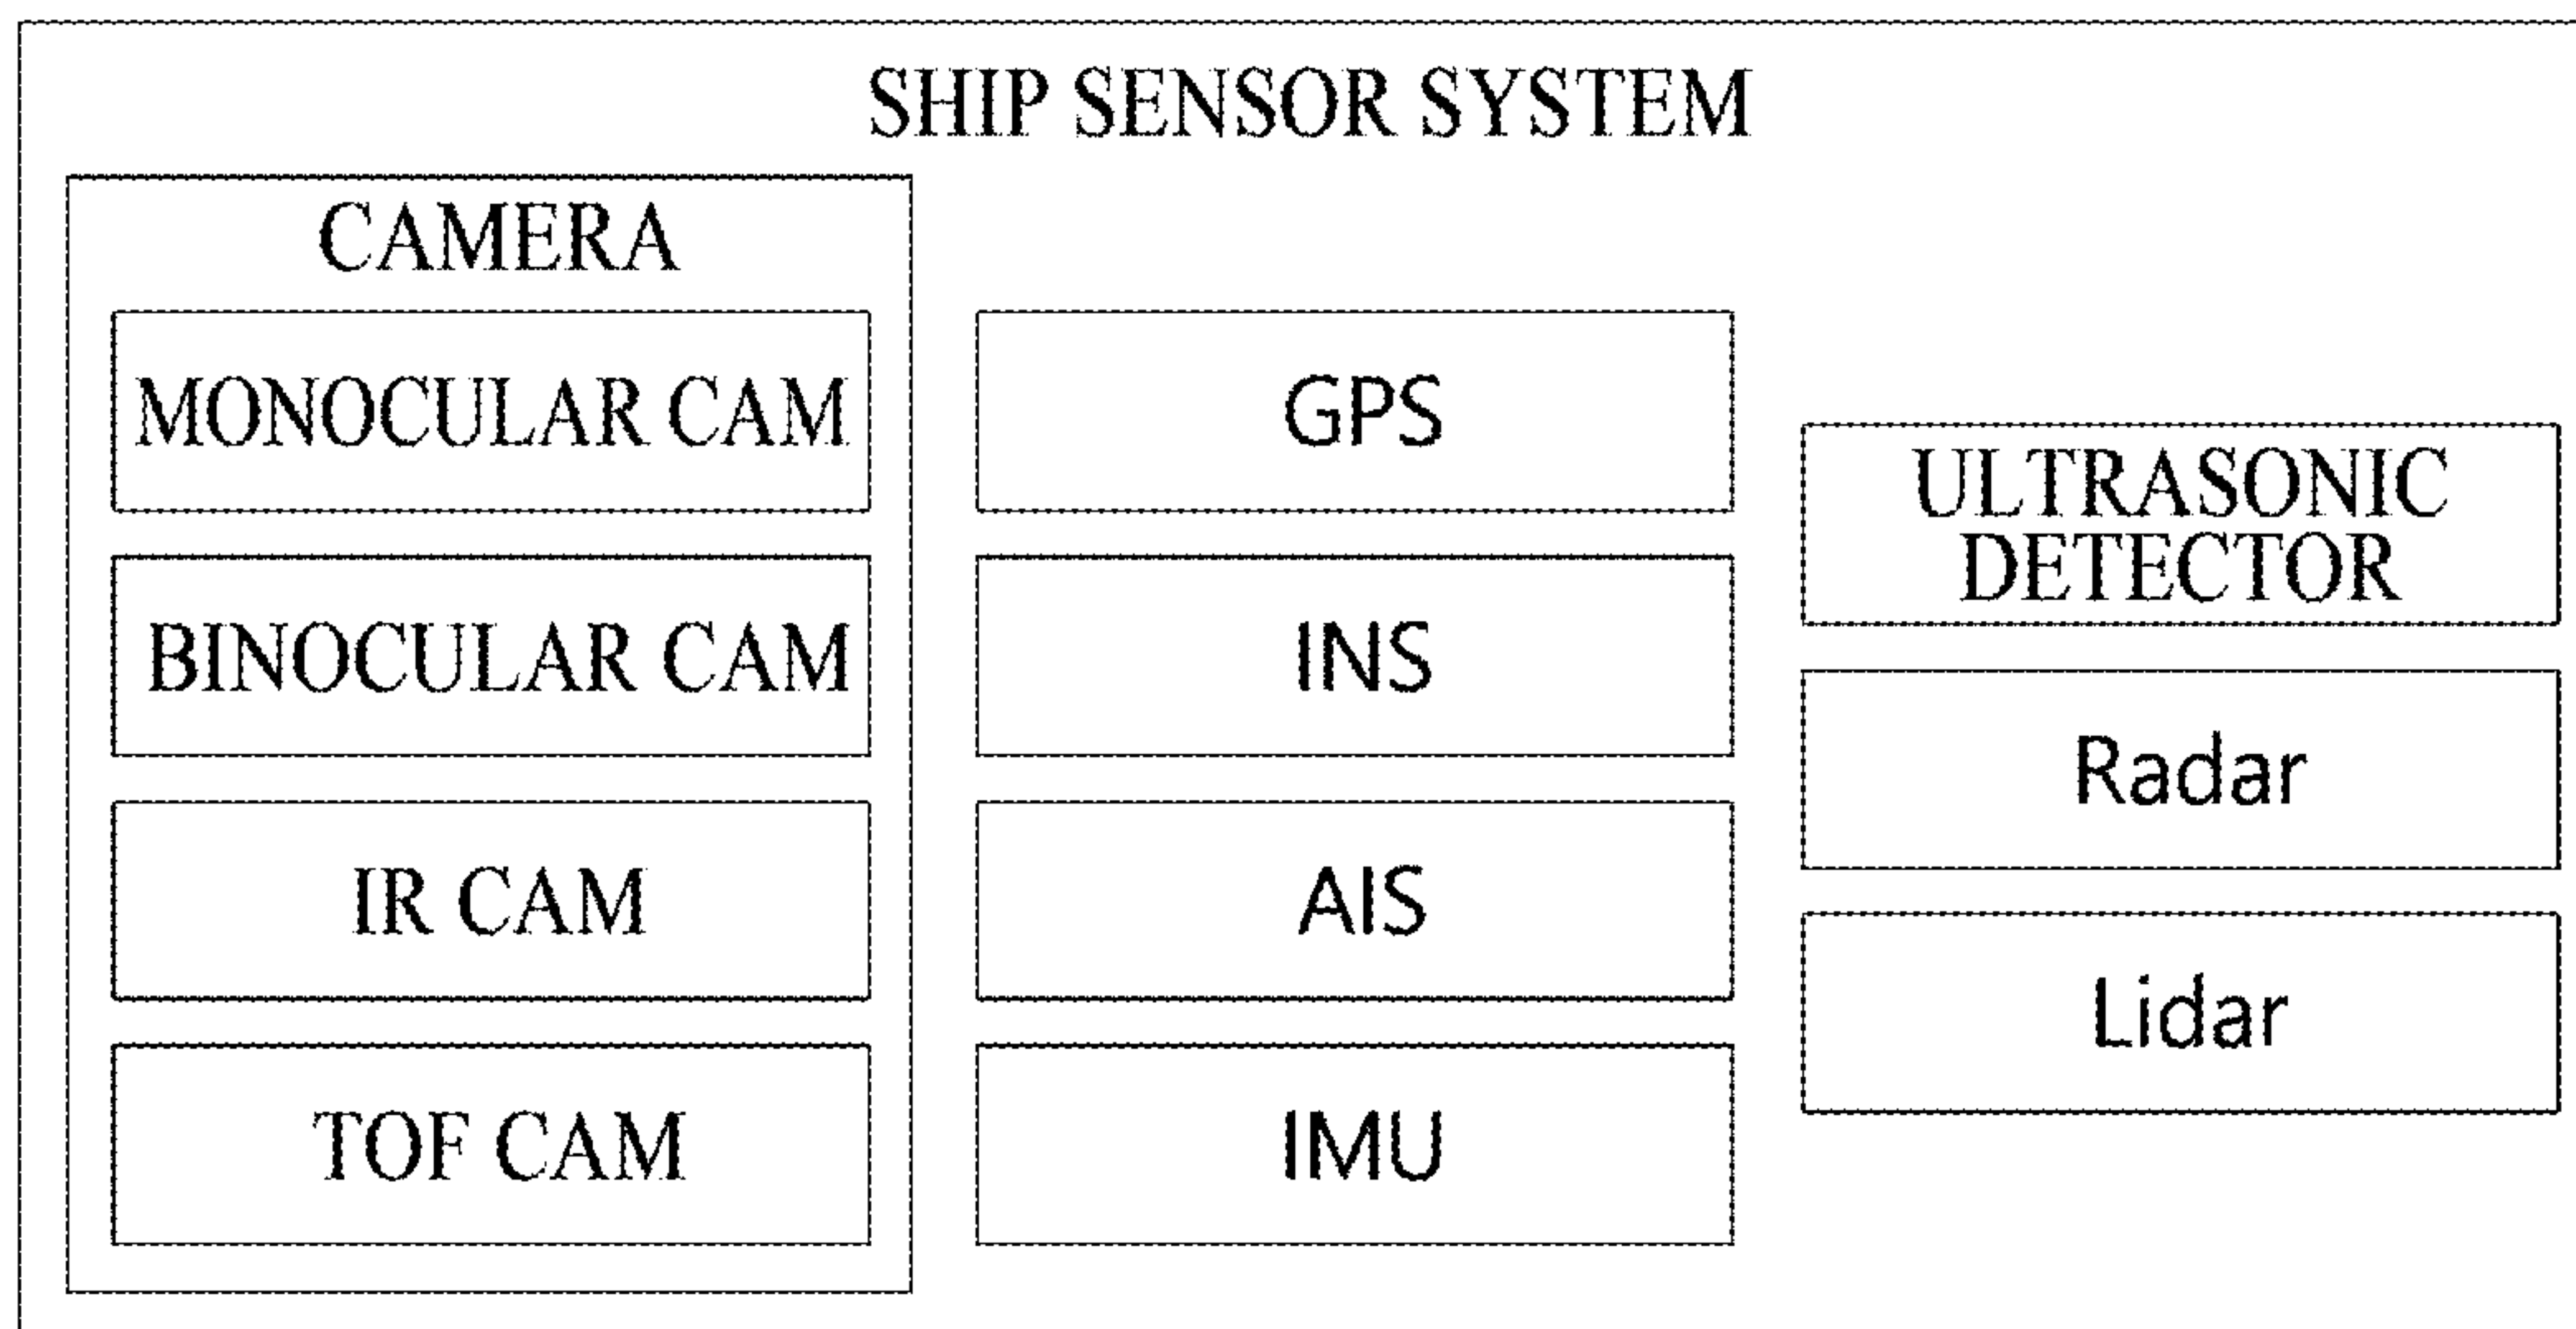 SHIP SENSOR SYSTEM
CAMERA
MONOCULAR CAM
BINOCULAR CAM
IR CAM
TOF CAM
GPS
INS
AIS
IMU
ULTRASONIC
DETECTOR
Radar
Lidar